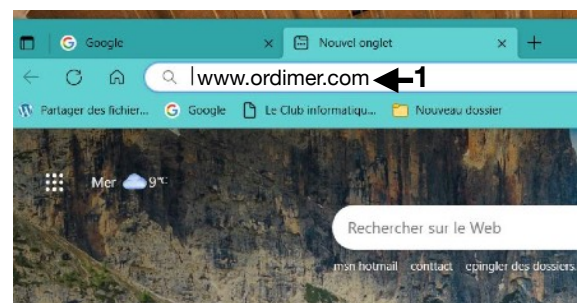 Google Nouvel onglet
www.ordimer.com 1
Partager des fichier... Google Le Club informatiqu... Nouveau dossier
Mer 9°C
Rechercher sur le Web
msn hotmail conttact epingler des dossiers.